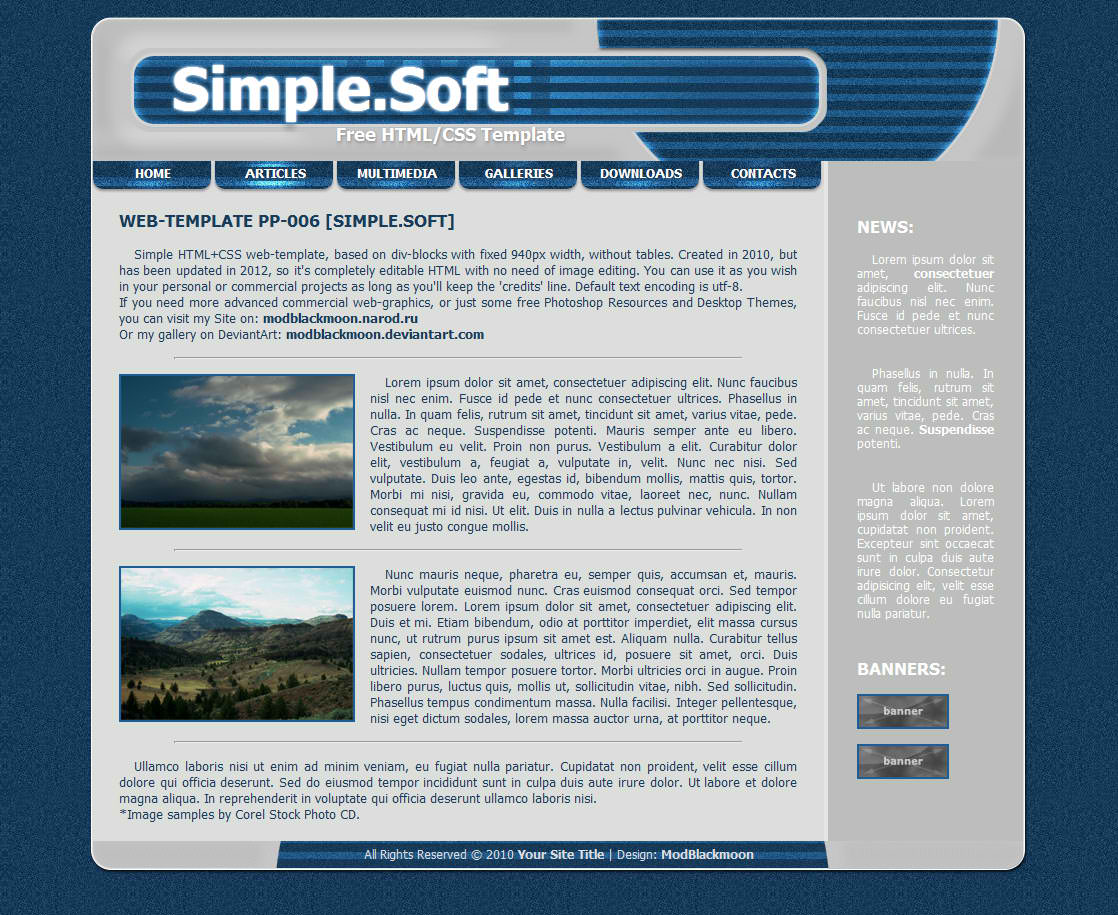 Simple.Soft
Free HTML/CSS Template
HOME ARTICLES MULTIMEDIA GALLERIES DOWNLOADS CONTACTS
WEB-TEMPLATE PP-006 [SIMPLE.SOFT]
Simple HTML+CSS web-template, based on div-blocks with fixed 940px width, without tables. Created in 2010, but
has been updated in 2012, so it's completely editable HTML with no need of image editing. You can use it as you wish
in your personal or commercial projects as long as you'll keep the 'credits' line. Default text encoding is utf-8.
If you need more advanced commercial web-graphics, or just some free Photoshop Resources and Desktop Themes,
you can visit my Site on: modblackmoon.narod.ru
Or my gallery on DeviantArt: modblackmoon.deviantart.com
Lorem ipsum dolor sit amet, consectetuer adipiscing elit. Nunc faucibus
nisl nec enim. Fusce id pede et nunc consectetuer ultrices. Phasellus in
nulla. In quam felis, rutrum sit amet, tincidunt sit amet, varius vitae, pede.
Cras ac neque. Suspendisse potenti. Mauris semper ante eu libero.
Vestibulum eu velit. Proin non purus. Vestibulum a elit. Curabitur dolor
elit, vestibulum a, feugiat a, vulputate in, velit. Nunc nec nisi. Sed
vulputate. Duis leo ante, egestas id, bibendum mollis, mattis quis, tortor.
Morbi mi nisi, gravida eu, commodo vitae, laoreet nec, nunc. Nullam
consequat mi id nisi. Ut elit. Duis in nulla a lectus pulvinar vehicula. In non
velit eu justo congue mollis.
Nunc mauris neque, pharetra eu, semper quis, accumsan et, mauris.
Morbi vulputate euismod nunc. Cras euismod consequat orci. Sed tempor
posuere lorem. Lorem ipsum dolor sit amet, consectetuer adipiscing elit.
Duis et mi. Etiam bibendum, odio at porttitor imperdiet, elit massa cursus
nunc, ut rutrum purus ipsum sit amet est. Aliquam nulla. Curabitur tellus
sapien, consectetuer sodales, ultrices id, posuere sit amet, orci. Duis
ultricies. Nullam tempor posuere tortor. Morbi ultricies orci in augue. Proin
libero purus, luctus quis, mollis ut, sollicitudin vitae, nibh. Sed sollicitudin.
Phasellus tempus condimentum massa. Nulla facilisi. Integer pellentesque,
nisi eget dictum sodales, lorem massa auctor urna, at porttitor neque.
Ullamco laboris nisi ut enim ad minim veniam, eu fugiat nulla pariatur. Cupidatat non proident, velit esse cillum
dolore qui officia deserunt. Sed do eiusmod tempor incididunt sunt in culpa duis aute irure dolor. Ut labore et dolore
magna aliqua. In reprehenderit in voluptate qui officia deserunt ullamco laboris nisi.
*Image samples by Corel Stock Photo CD.
NEWS:
Lorem ipsum dolor sit
amet, consectetuer
adipiscing elit. Nunc
faucibus nisl nec enim.
Fusce id pede et nunc
consectetuer ultrices.
Phasellus in nulla. In
quam felis, rutrum sit
amet, tincidunt sit amet,
varius vitae, pede. Cras
ac neque. Suspendisse
potenti.
Ut labore non dolore
magna aliqua. Lorem
ipsum dolor sit amet,
cupidatat non proident.
Excepteur sint occaecat
sunt in culpa duis aute
irure dolor. Consectetur
adipiscing elit, velit esse
cillum dolore eu fugiat
nulla pariatur.
BANNERS:
banner
banner
All Rights Reserved © 2010 Your Site Title | Design: ModBlackmoon